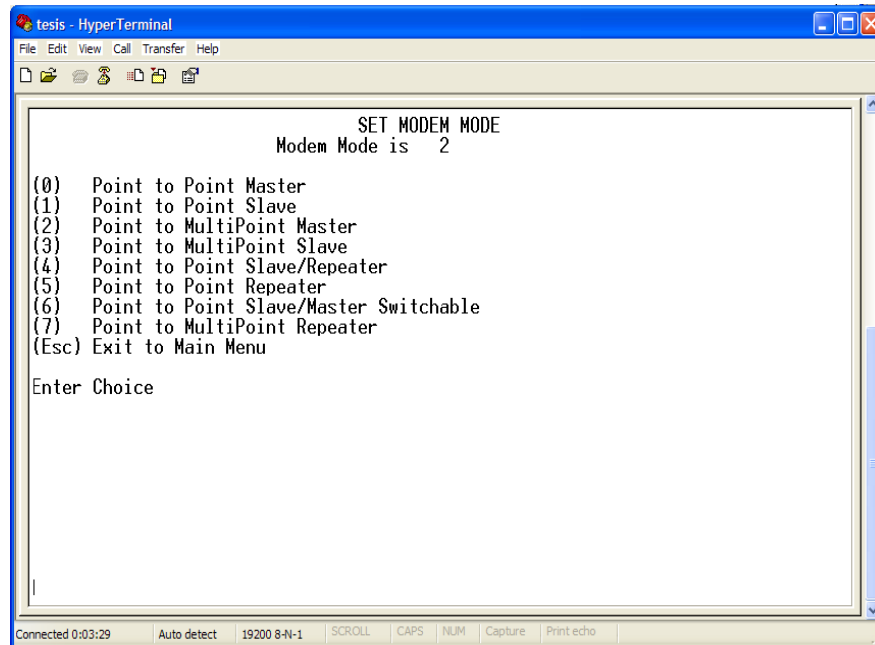 tesis - HyperTerminal
File Edit View Call Transfer Help
SET MODEM MODE
Modem Mode is 2
(0) Point to Point Master
(1) Point to Point Slave
(2) Point to MultiPoint Master
(3) Point to MultiPoint Slave
(4) Point to Point Slave/Repeater
(5) Point to Point Repeater
(6) Point to Point Slave/Master Switchable
(7) Point to MultiPoint Repeater
(Esc) Exit to Main Menu
Enter Choice
Connected 0:03:29 Auto detect 19200 8-N-1 SCROLL CAPS NUM Capture Print echo